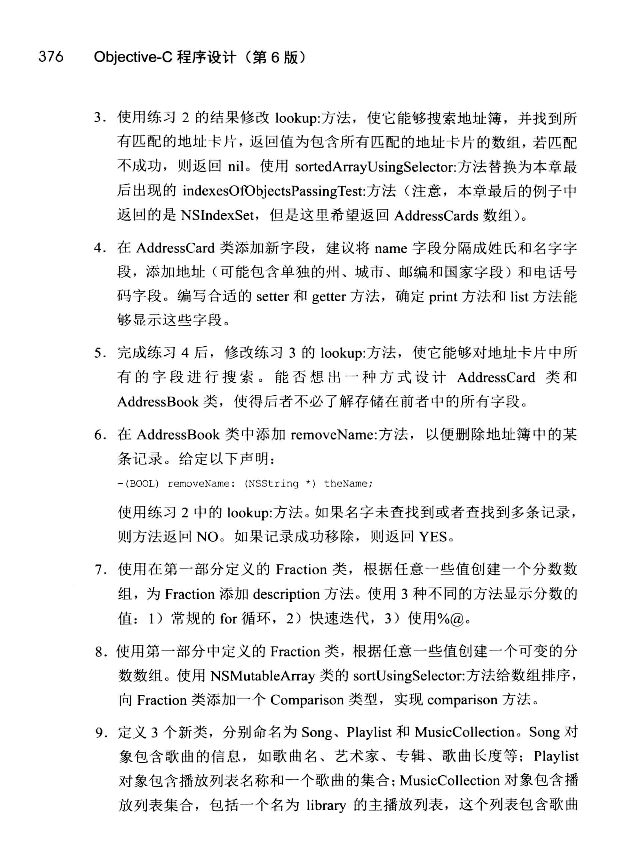 376 Objective-C 程序设计（第 6 版）
3. 使用练习 2 的结果修改 lookup:方法，使它能够搜索地址簿，并找到所
有匹配的地址卡片，返回值为包含所有匹配的地址卡片的数组，若匹配
不成功，则返回 nil。使用 sortedArrayUsingSelector:方法替换为本章最
后出现的 indexesOfObjectsPassingTest:方法（注意，本章最后的例子中
返回的是 NSIndexSet，但是这里希望返回 AddressCards 数组）。
4. 在 AddressCard 类添加新字段，建议将 name 字段分隔成姓氏和名字字
段，添加地址（可能包含单独的州、城市、邮编和国家字段）和电话号
码字段。编写合适的 setter 和 getter 方法，确定 print 方法和 list 方法能
够显示这些字段。
5. 完成练习 4 后，修改练习 3 的 lookup:方法，使它能够对地址卡片中所
有的字段进行搜索。能否想出一种方式设计 AddressCard 类和
AddressBook 类，使得后者不必了解存储在前者中的所有字段。
6. 在 AddressBook 类中添加 removeName:方法，以便删除地址簿中的某
条记录。给定以下声明：
-(BOOL) removeName: (NSString *) theName;
使用练习 2 中的 lookup:方法。如果名字未查找到或者查找到多条记录，
则方法返回 NO。如果记录成功移除，则返回 YES。
7. 使用在第一部分定义的 Fraction 类，根据任意一些值创建一个分数数
组，为 Fraction 添加 description 方法。使用 3 种不同的方法显示分数的
值：1）常规的 for 循环，2）快速迭代，3）使用%@。
8. 使用第一部分中定义的 Fraction 类，根据任意一些值创建一个可变的分
数数组。使用 NSMutableArray 类的 sortUsingSelector:方法给数组排序，
向 Fraction 类添加一个 Comparison 类型，实现 comparison 方法。
9. 定义 3 个新类，分别命名为 Song、Playlist 和 MusicCollection。Song 对
象包含歌曲的信息，如歌曲名、艺术家、专辑、歌曲长度等；Playlist
对象包含播放列表名称和一个歌曲的集合；MusicCollection 对象包含播
放列表集合，包括一个名为 library 的主播放列表，这个列表包含歌曲